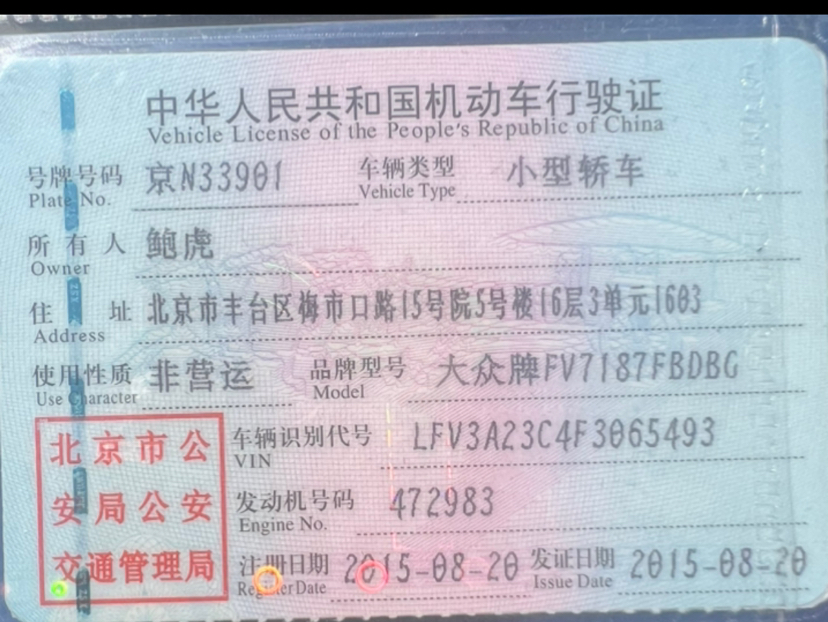 中华人民共和国机动车行驶证
Vehicle License of the People's Republic of China
号牌号码 京N33901 车辆类型 小型轿车
Plate No. Vehicle Type
所有人 鲍虎
Owner
住址 北京市丰台区梅市口路15号院5号楼16层3单元1603
Address
使用性质 非营运 品牌型号 大众牌FV7187FBDBG
Use Character Model
北京市公安局公安交通管理局
车辆识别代号 LFV3A23C4F3065493
VIN
发动机号码 472983
Engine No.
注册日期 2015-08-20 发证日期 2015-08-20
Register Date Issue Date